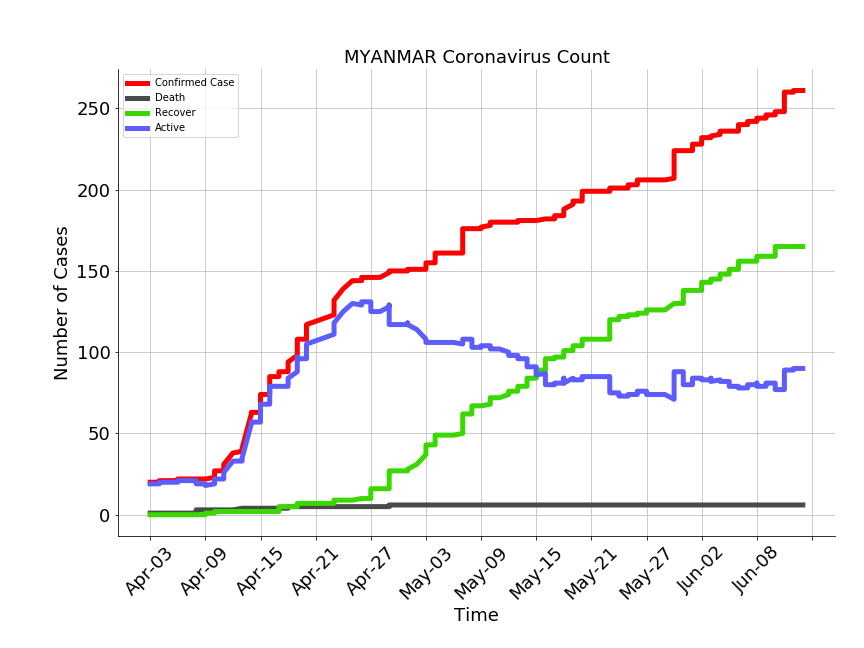 MYANMAR Coronavirus Count
Confirmed Case
Death
Recover
Active
Number of Cases
250
200
150
100
50
0
Apr-03
Apr-09
Apr-15
Apr-21
Apr-27
May-03
May-09
May-15
May-21
May-27
Jun-02
Jun-08
Time